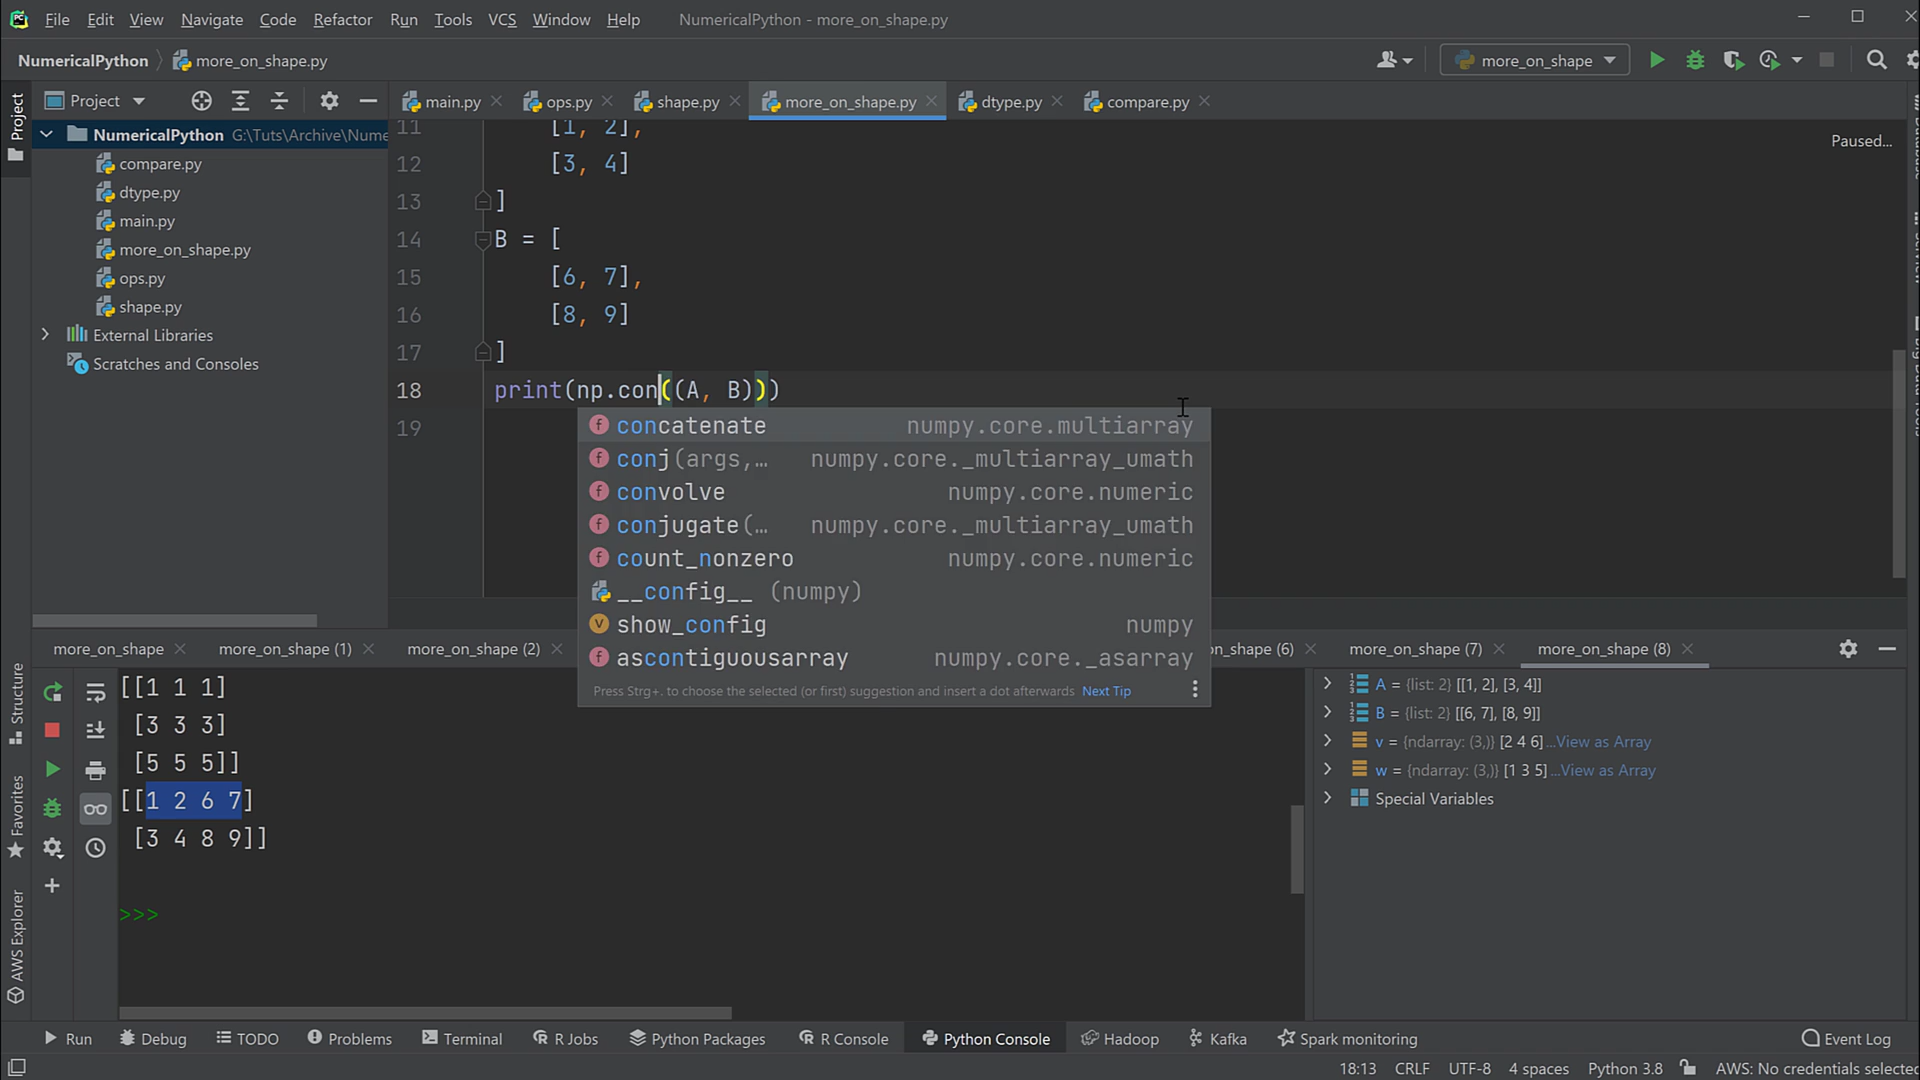 File Edit View Navigate Code Refactor Run Tools VCS Window Help NumericalPython - more_on_shape.py
NumericalPython more_on_shape.py more_on_shape
Project
Project
main.py ops.py shape.py more_on_shape.py dtype.py compare.py
NumericalPython G:\Tuts\Archive\Nume
compare.py
dtype.py
main.py
more_on_shape.py
ops.py
shape.py
External Libraries
Scratches and Consoles
Paused...
11 [1, 2],
12 [3, 4]
13 ]
14 B = [
15 [6, 7],
16 [8, 9]
17 ]
18 print(np.con((A, B)))
19
concatenate numpy.core.multiarray
conj(args,… numpy.core._multiarray_umath
convolve numpy.core.numeric
conjugate(… numpy.core._multiarray_umath
count_nonzero numpy.core.numeric
__config__ (numpy)
show_config numpy
ascontiguousarray numpy.core._asarray
Press Strg+. to choose the selected (or first) suggestion and insert a dot afterwards Next Tip
more_on_shape more_on_shape (1) more_on_shape (2) on_shape (6) more_on_shape (7) more_on_shape (8)
[[1 1 1]
[3 3 3]
[5 5 5]]
[[1 2 6 7]
[3 4 8 9]]
>>>
A = {list: 2} [[1, 2], [3, 4]]
B = {list: 2} [[6, 7], [8, 9]]
v = {ndarray: (3,)} [2 4 6] ...View as Array
w = {ndarray: (3,)} [1 3 5] ...View as Array
Special Variables
Structure
Favorites
AWS Explorer
Run Debug TODO Problems Terminal R Jobs Python Packages R Console Python Console Hadoop Kafka Spark monitoring Event Log
18:13 CRLF UTF-8 4 spaces Python 3.8 AWS: No credentials selected